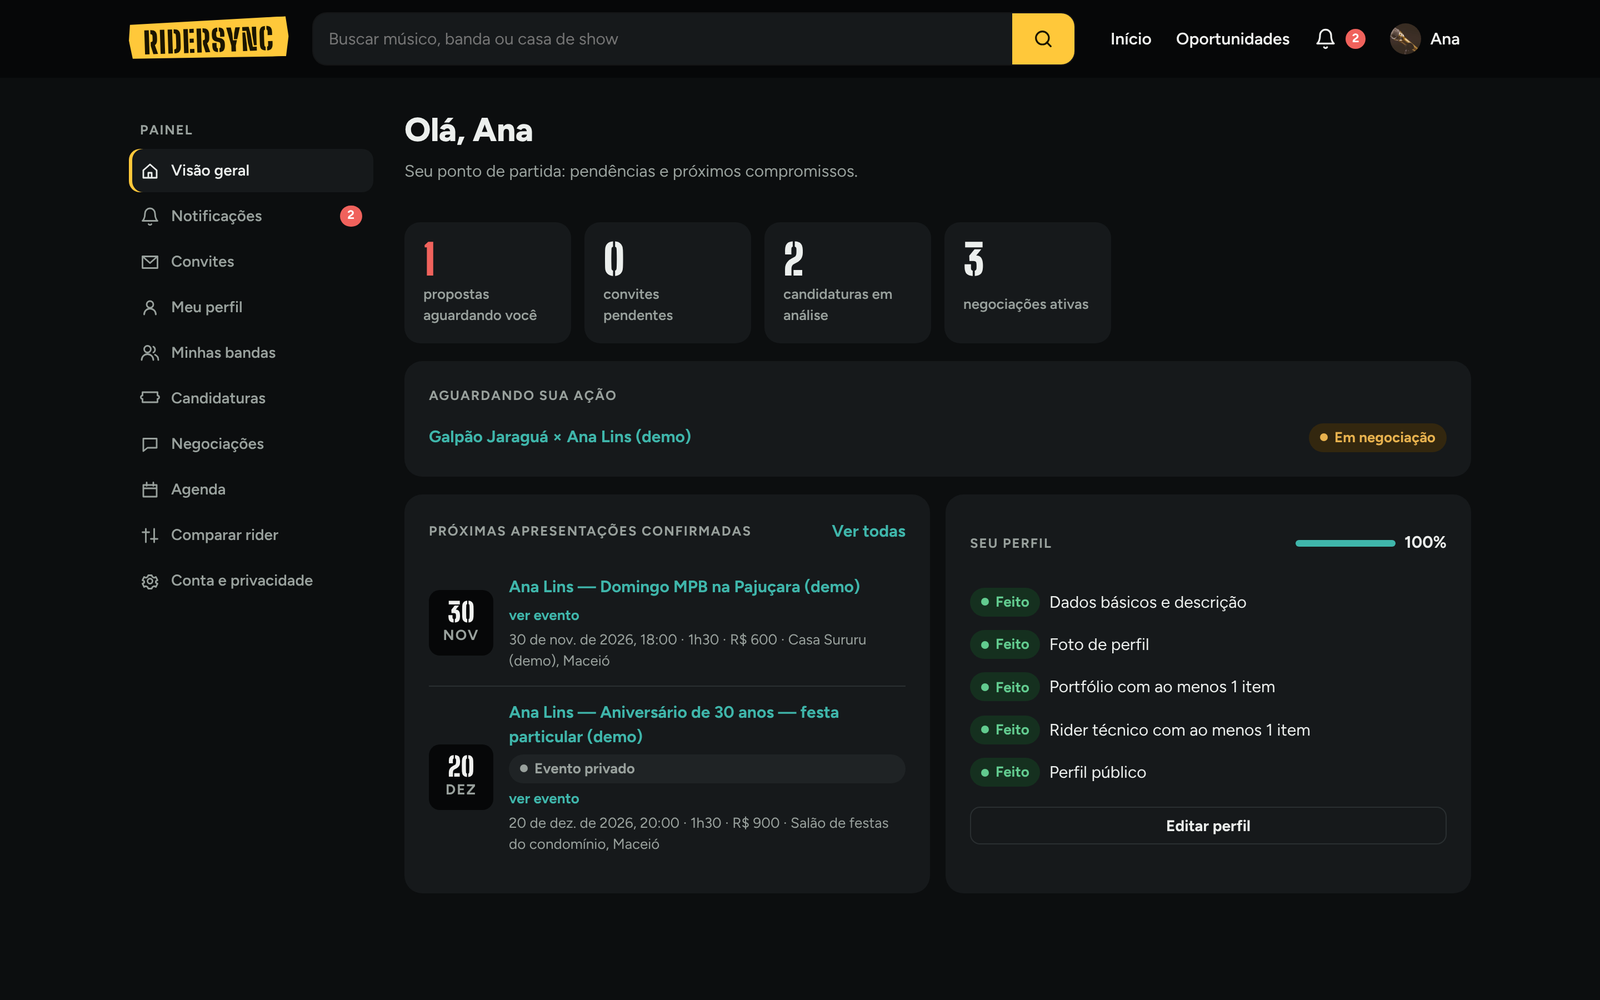 RIDERSYNC
Buscar músico, banda ou casa de show
Início
Oportunidades
2
Ana
PAINEL
Visão geral
Notificações
2
Convites
Meu perfil
Minhas bandas
Candidaturas
Negociações
Agenda
Comparar rider
Conta e privacidade
Olá, Ana
Seu ponto de partida: pendências e próximos compromissos.
1
propostas
aguardando você
0
convites
pendentes
2
candidaturas em
análise
3
negociações ativas
AGUARDANDO SUA AÇÃO
Galpão Jaraguá × Ana Lins (demo)
Em negociação
PRÓXIMAS APRESENTAÇÕES CONFIRMADAS
Ver todas
30
NOV
Ana Lins — Domingo MPB na Pajuçara (demo)
ver evento
30 de nov. de 2026, 18:00 · 1h30 · R$ 600 · Casa Sururu
(demo), Maceió
20
DEZ
Ana Lins — Aniversário de 30 anos — festa
particular (demo)
Evento privado
ver evento
20 de dez. de 2026, 20:00 · 1h30 · R$ 900 · Salão de festas
do condomínio, Maceió
SEU PERFIL
100%
Feito Dados básicos e descrição
Feito Foto de perfil
Feito Portfólio com ao menos 1 item
Feito Rider técnico com ao menos 1 item
Feito Perfil público
Editar perfil